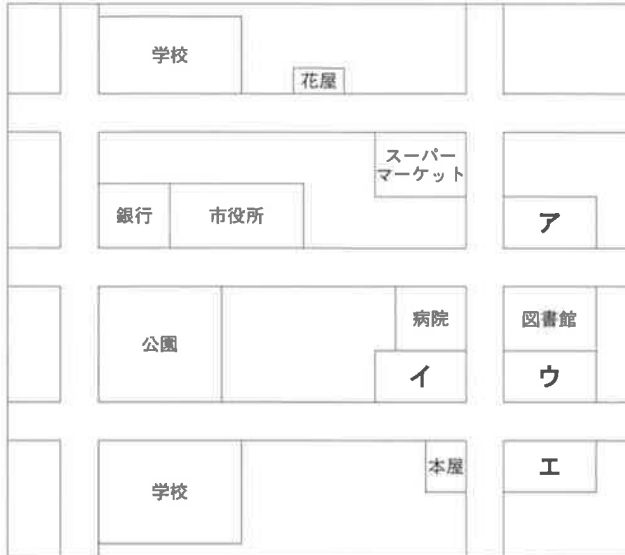 学校
花屋
スーパー
マーケット
銀行
市役所
ア
公園
病院
図書館
イ
ウ
学校
本屋
エ